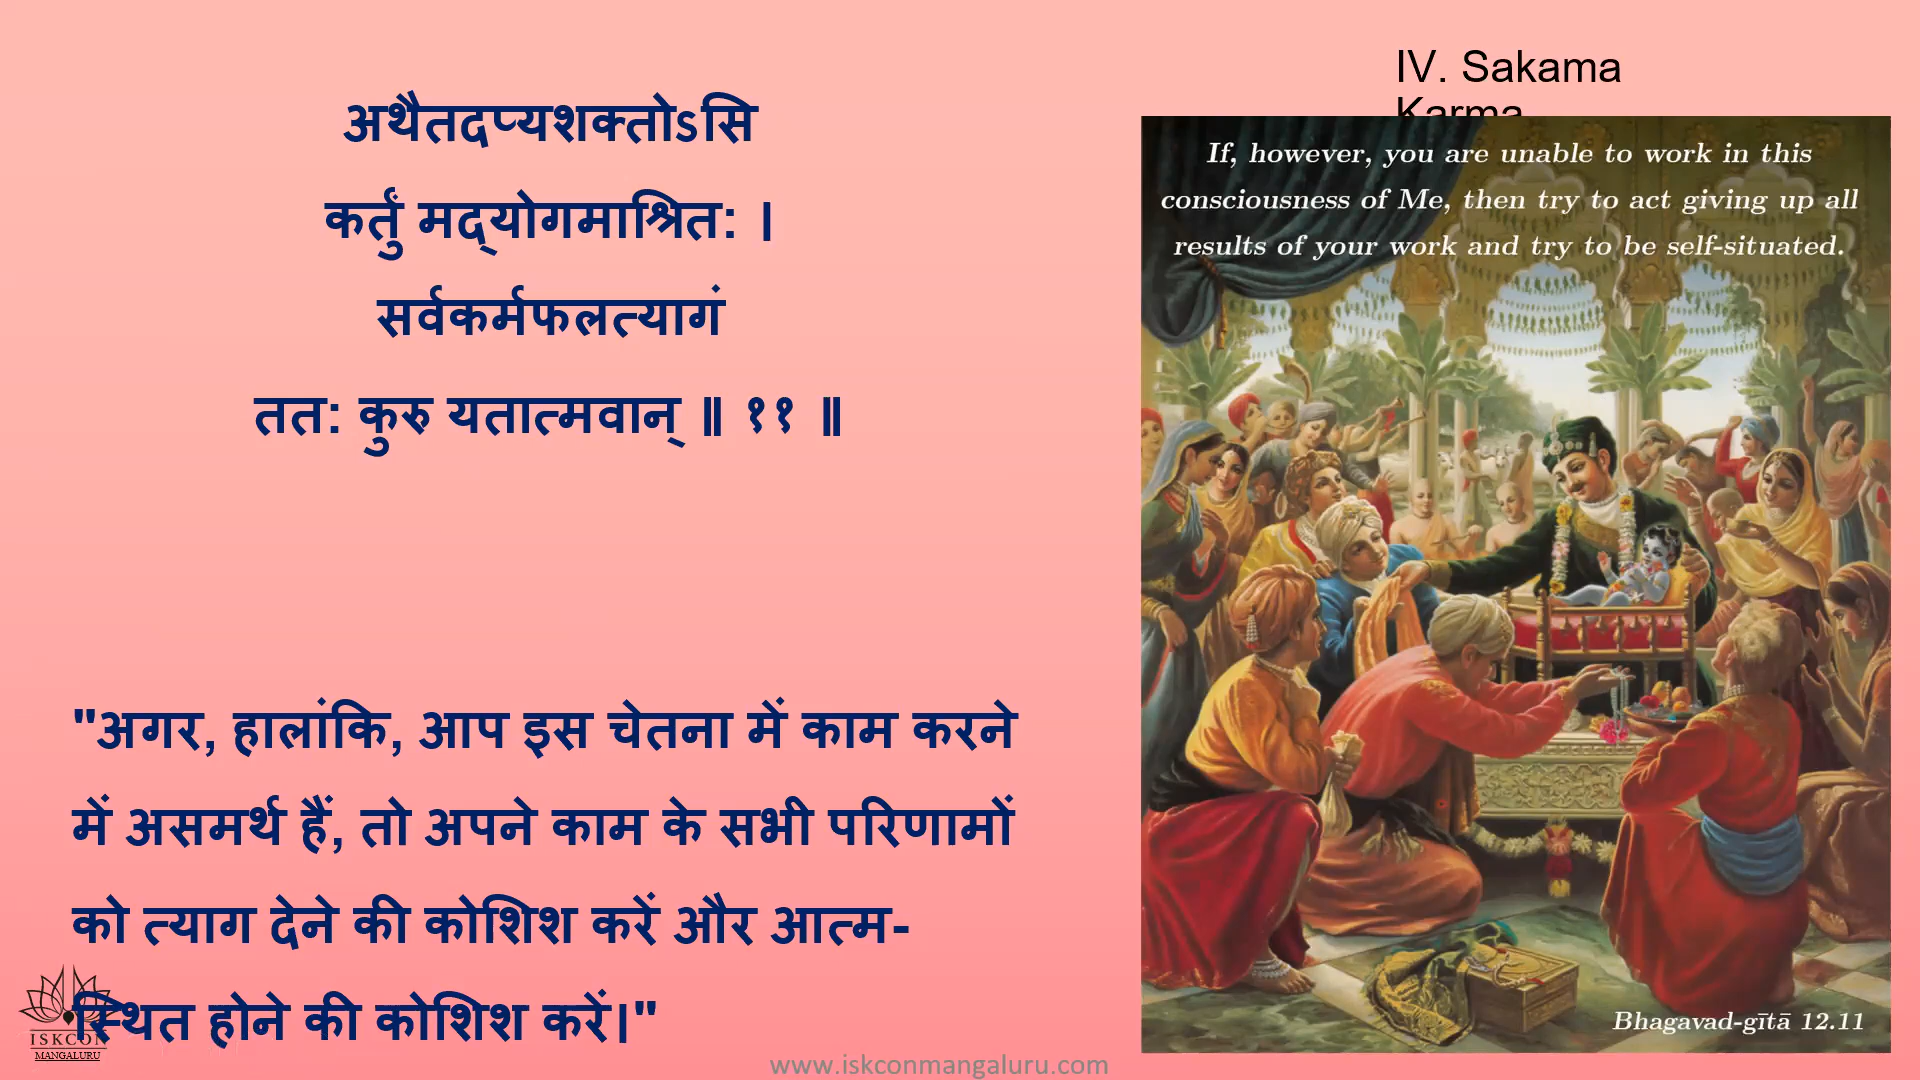 IV. Sakama
Karma
अथैतदप्यशक्तोऽसि
कर्तुं मद्‍योगमाश्रित: ।
सर्वकर्मफलत्यागं
तत: कुरु यतात्मवान् ॥ ११ ॥
"अगर, हालांकि, आप इस चेतना में काम करने
में असमर्थ हैं, तो अपने काम के सभी परिणामों
को त्याग देने की कोशिश करें और आत्म-
स्थित होने की कोशिश करें।"
If, however, you are unable to work in this
consciousness of Me, then try to act giving up all
results of your work and try to be self-situated.
Bhagavad-gītā 12.11
ISKCON
MANGALURU
www.iskconmangaluru.com